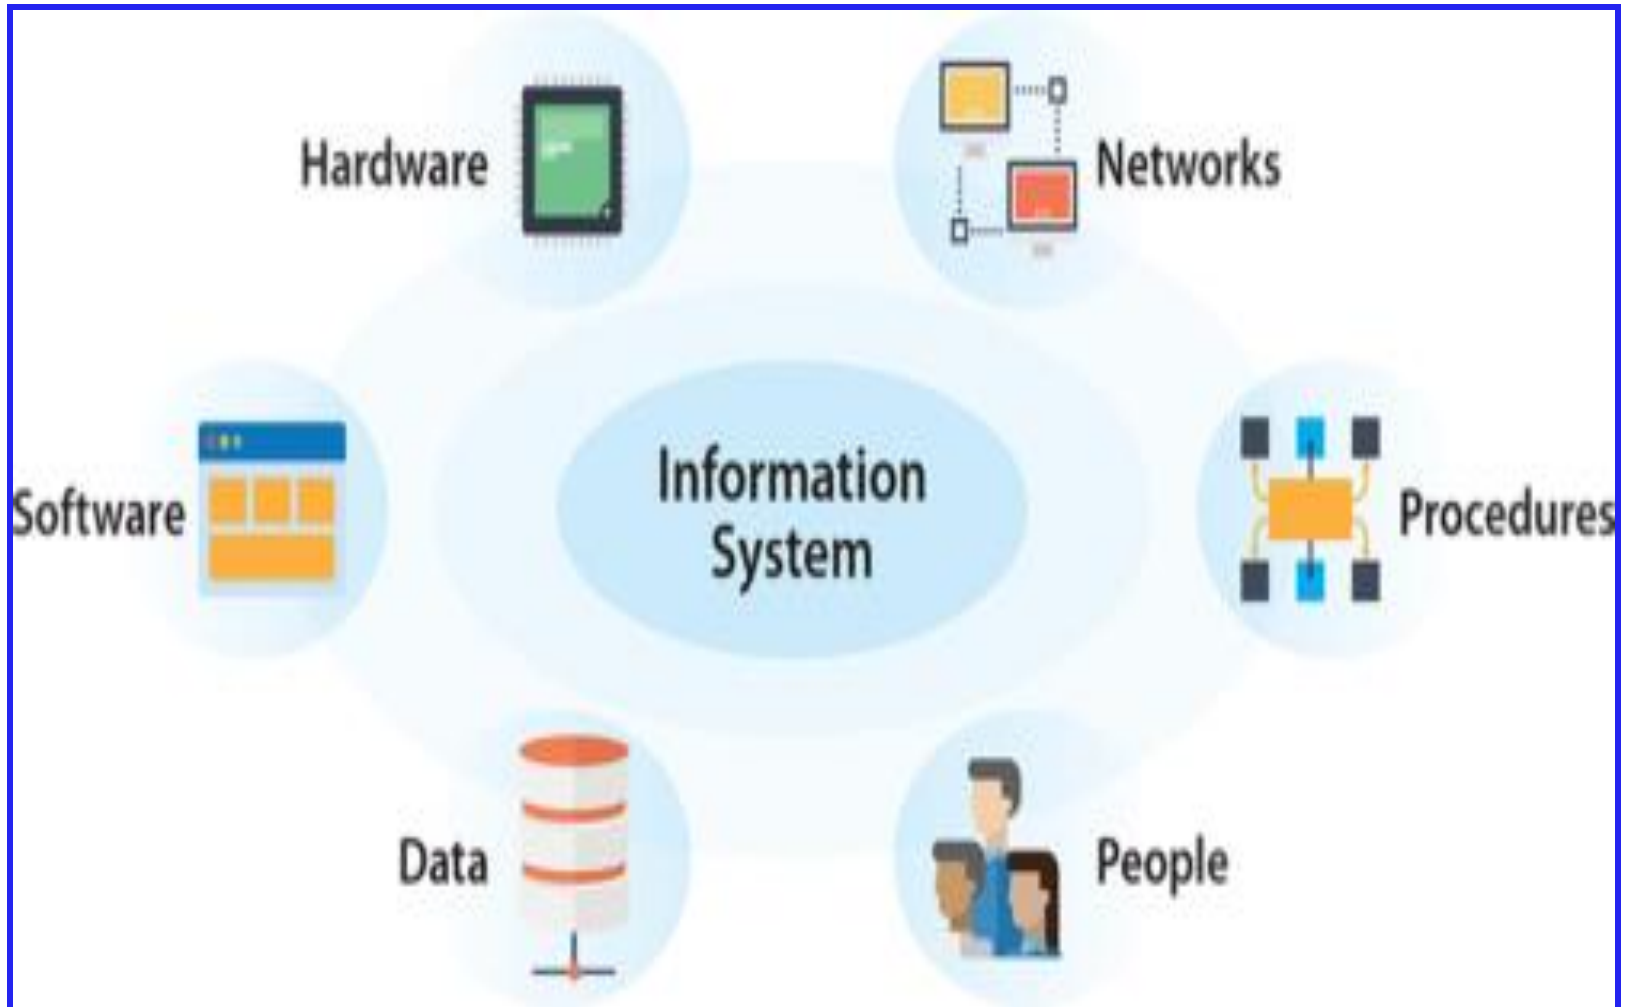 Hardware
Networks
Software
Information
System
Procedures
Data
People